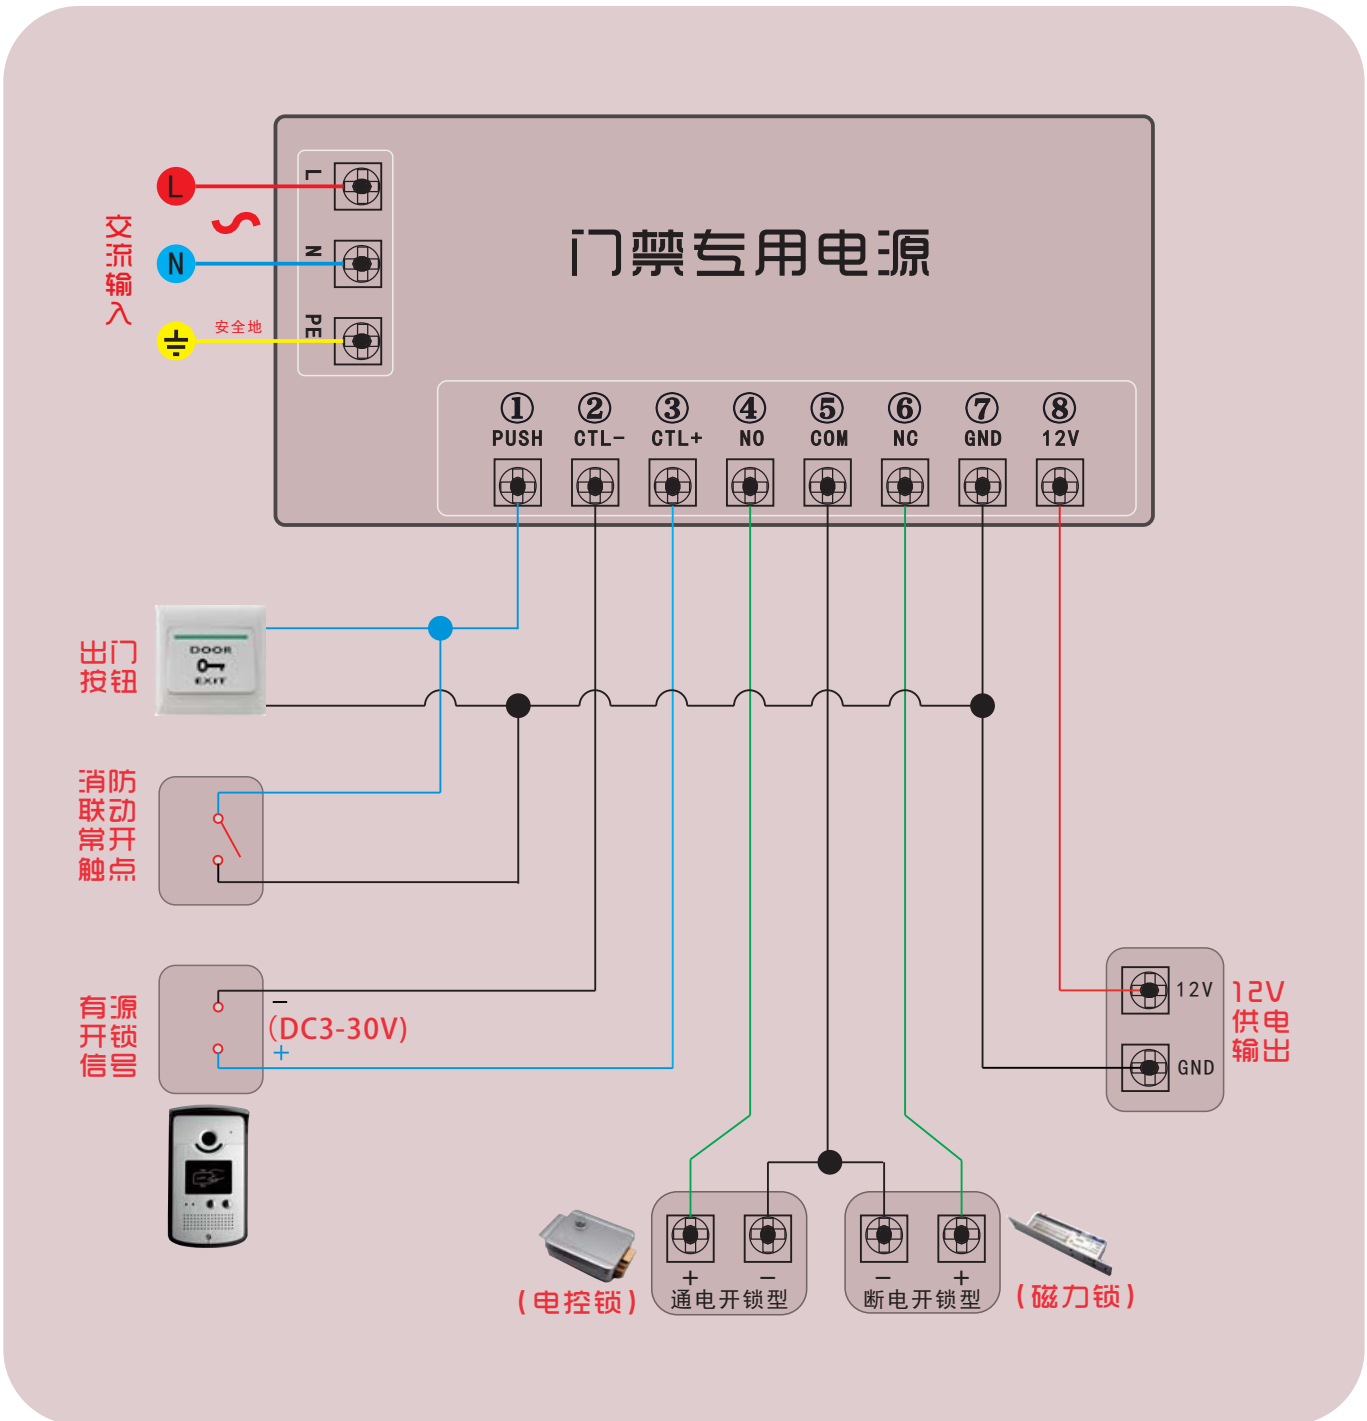 L
N
PE
L
N
交流输入
安全地
门禁专用电源
① ② ③ ④ ⑤ ⑥ ⑦ ⑧
PUSH CTL- CTL+ NO COM NC GND 12V
出门
按钮
DOOR
EXIT
消防
联动
常开
触点
有源
开锁
信号
-
(DC3-30V)
+
12V
GND
12V
供电
输出
+ -
通电开锁型
(电控锁)
- +
断电开锁型
(磁力锁)